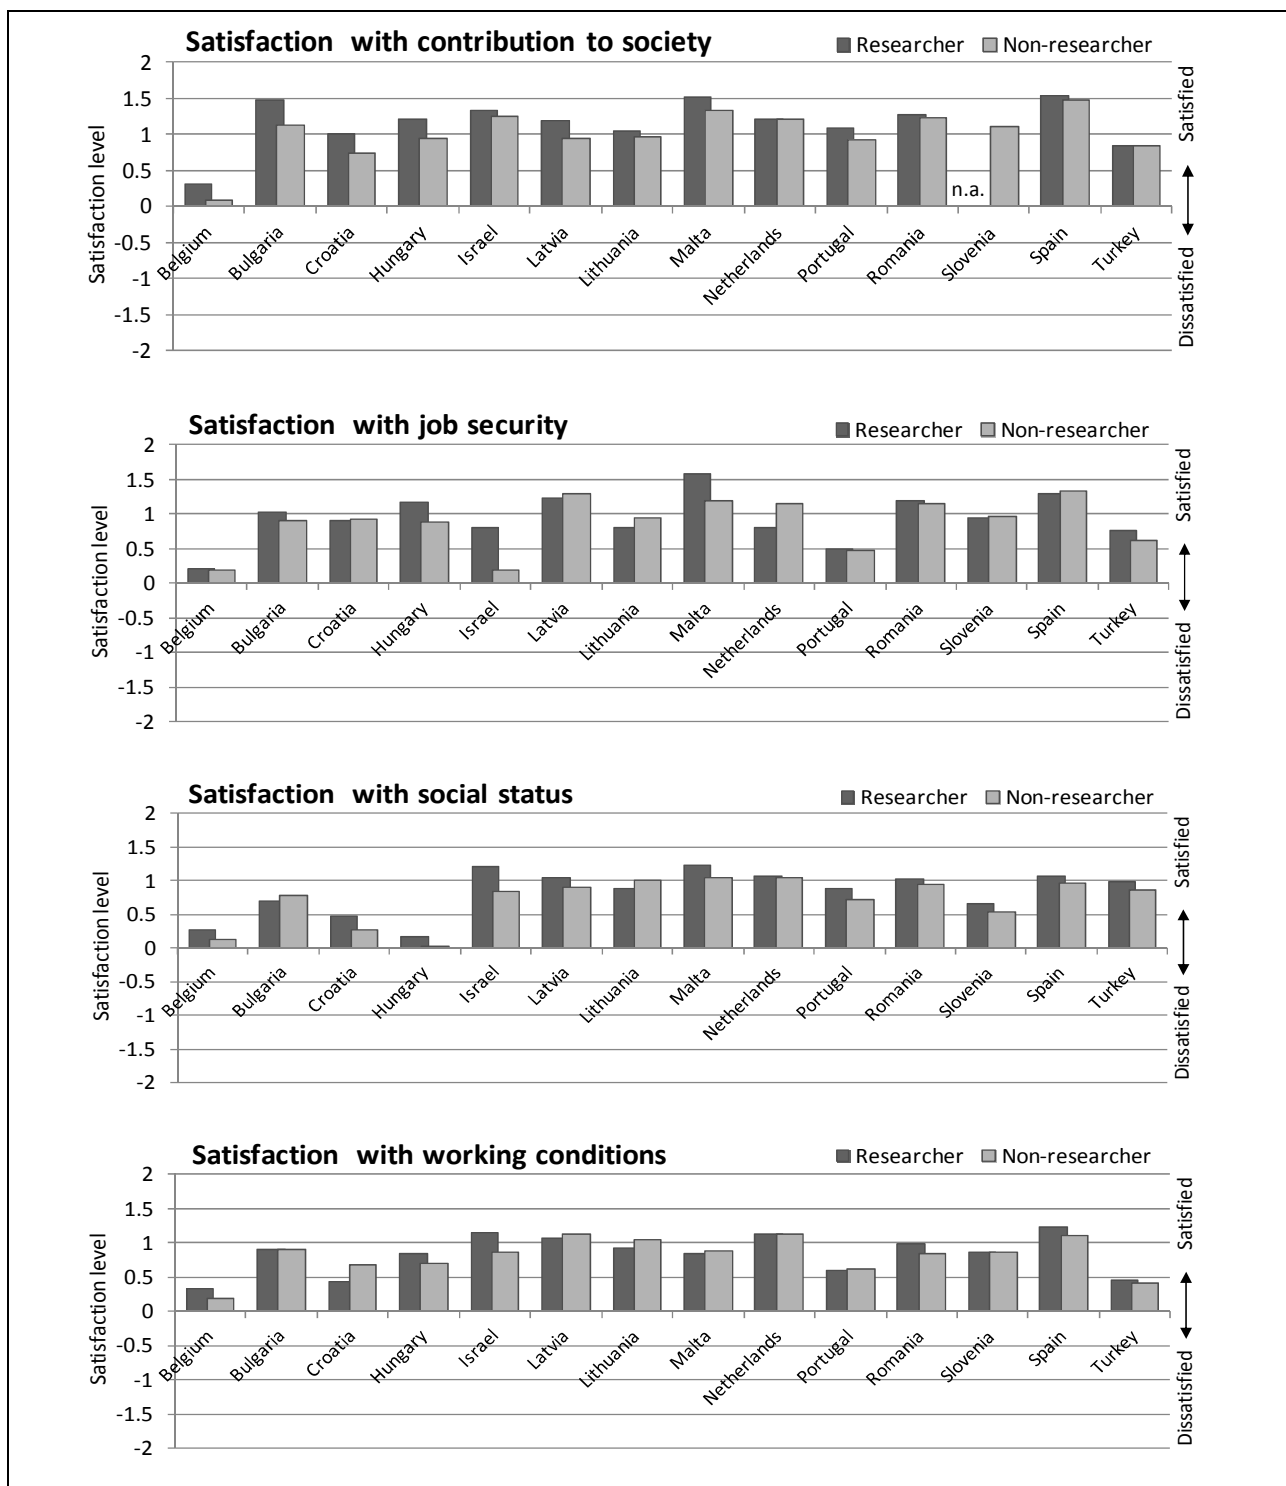 Satisfaction with contribution to society
Researcher Non-researcher
2
1.5
1
0.5
0
-0.5
-1
-1.5
-2
Satisfaction level
n.a.
Belgium Bulgaria Croatia Hungary Israel Latvia Lithuania Malta Netherlands Portugal Romania Slovenia Spain Turkey
Satisfied
Dissatisfied
Satisfaction with job security
Researcher Non-researcher
2
1.5
1
0.5
0
-0.5
-1
-1.5
-2
Satisfaction level
Belgium Bulgaria Croatia Hungary Israel Latvia Lithuania Malta Netherlands Portugal Romania Slovenia Spain Turkey
Satisfied
Dissatisfied
Satisfaction with social status
Researcher Non-researcher
2
1.5
1
0.5
0
-0.5
-1
-1.5
-2
Satisfaction level
Belgium Bulgaria Croatia Hungary Israel Latvia Lithuania Malta Netherlands Portugal Romania Slovenia Spain Turkey
Satisfied
Dissatisfied
Satisfaction with working conditions
Researcher Non-researcher
2
1.5
1
0.5
0
-0.5
-1
-1.5
-2
Satisfaction level
Belgium Bulgaria Croatia Hungary Israel Latvia Lithuania Malta Netherlands Portugal Romania Slovenia Spain Turkey
Satisfied
Dissatisfied